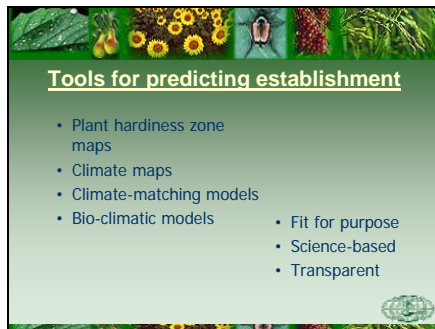 Tools for predicting establishment
• Plant hardiness zone
maps
• Climate maps
• Climate-matching models
• Bio-climatic models
• Fit for purpose
• Science-based
• Transparent